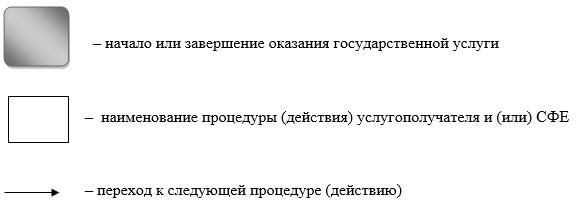 – начало или завершение оказания государственной услуги
– наименование процедуры (действия) услугополучателя и (или) СФЕ
– переход к следующей процедуре (действию)